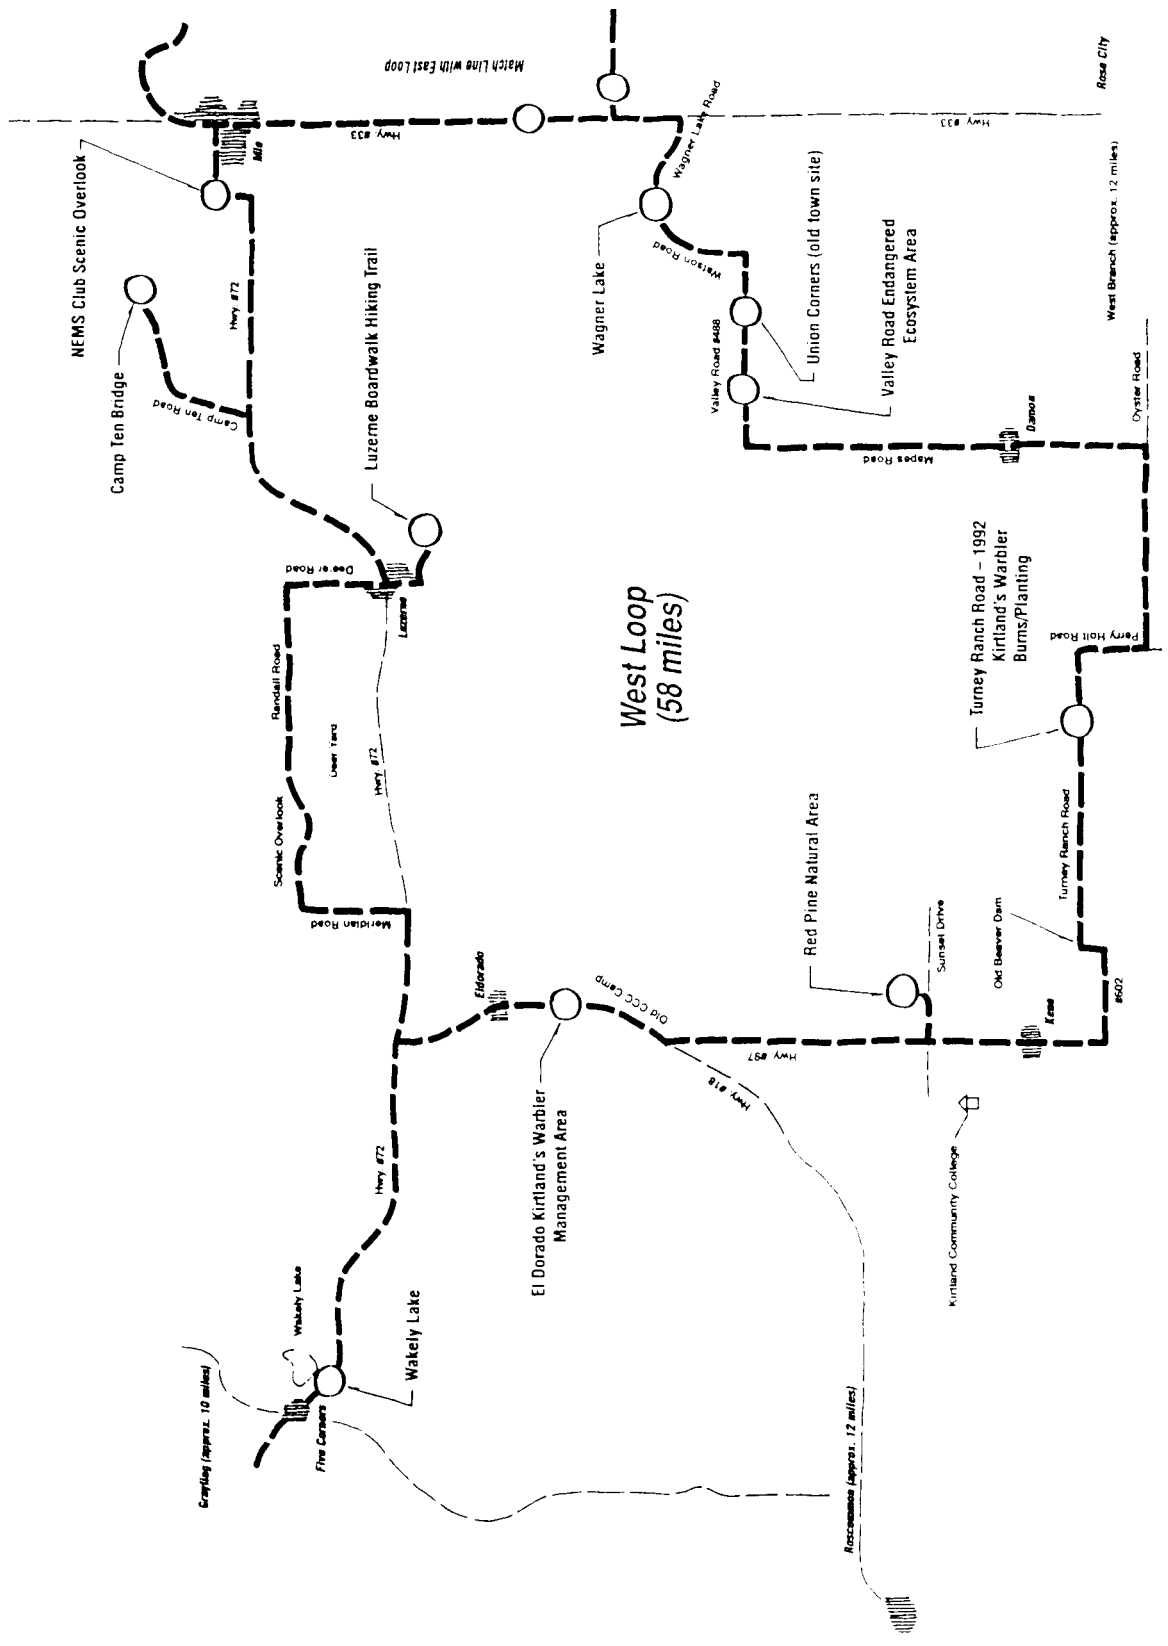 Grayling (approx. 10 miles)
Wakely Lake
Five Corners
Wakely Lake
Hwy. #72
Meridian Road
Scenic Overlook
Randall Road
Deer Yard
Hwy. #72
Luzerne
Luzerne Boardwalk Hiking Trail
Camp Ten Road
Camp Ten Bridge
Hwy. #72
NEMS Club Scenic Overlook
Mio
Hwy. #33
Match Line with East Loop
Eldorado
El Dorado Kirtland's Warbler
Management Area
Old CCC Camp
West Loop
(58 miles)
Wagner Lake
Wagner Lake Road
Watson Road
Hwy. #18
Hwy #97
Red Pine Natural Area
Sunset Drive
Kirtland Community College
Valley Road #488
Union Corners (old town site)
Valley Road Endangered
Ecosystem Area
Mapes Road
Hwy. #33
Roscommon (approx. 12 miles)
Old Beaver Dam
#602
Turney Ranch Road
Turney Ranch Road – 1992
Kirtland's Warbler
Burns/Planting
Perry Holt Road
Oyster Road
West Branch (approx. 12 miles)
Rose City